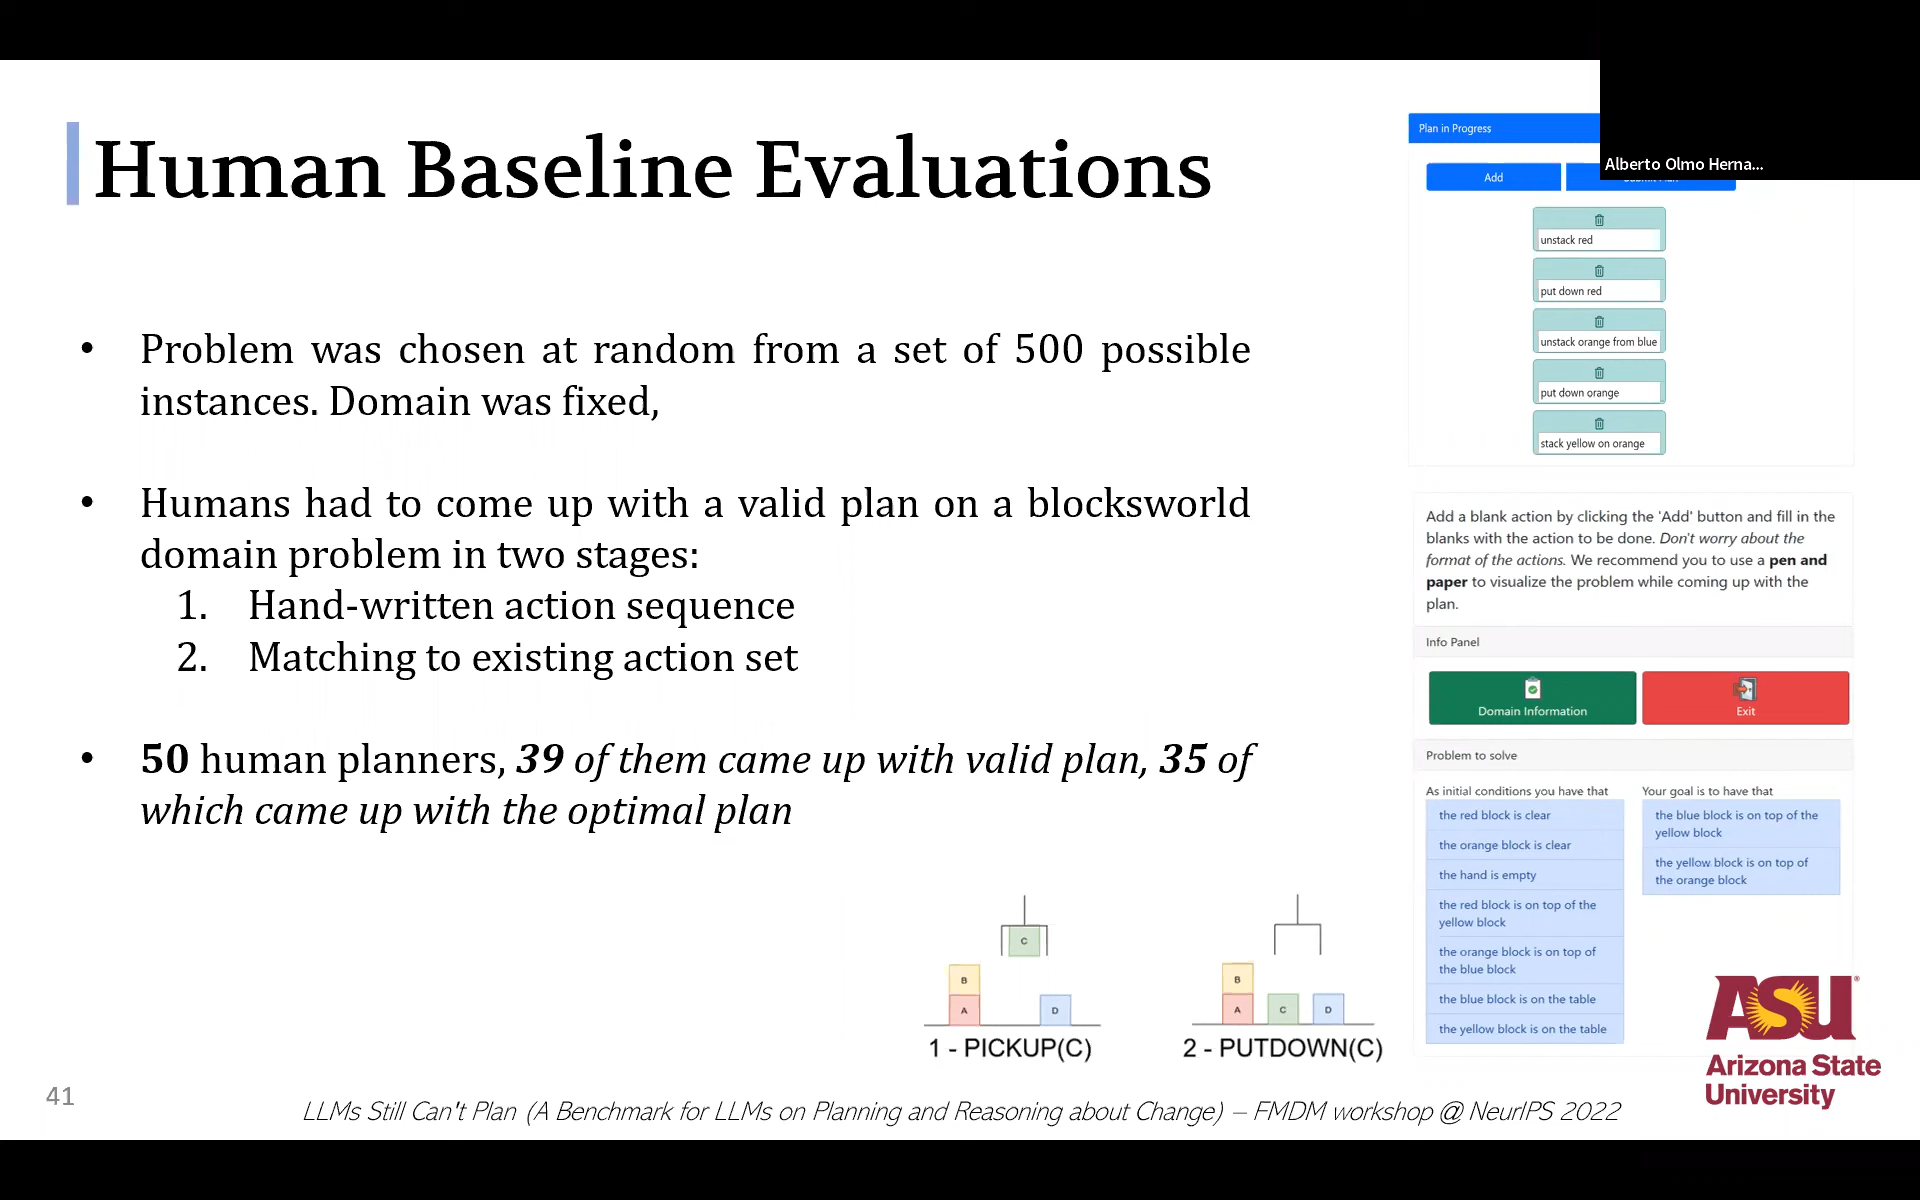 Human Baseline Evaluations
• Problem was chosen at random from a set of 500 possible
instances. Domain was fixed,
• Humans had to come up with a valid plan on a blocksworld
domain problem in two stages:
1. Hand-written action sequence
2. Matching to existing action set
• 50 human planners, 39 of them came up with valid plan, 35 of
which came up with the optimal plan
C
B
A
D
1 - PICKUP(C)
B
A
C
D
2 - PUTDOWN(C)
Plan in Progress
Alberto Olmo Herna...
Add
unstack red
put down red
unstack orange from blue
put down orange
stack yellow on orange
Add a blank action by clicking the 'Add' button and fill in the
blanks with the action to be done. Don't worry about the
format of the actions. We recommend you to use a pen and
paper to visualize the problem while coming up with the
plan.
Info Panel
Domain Information
Exit
Problem to solve
As initial conditions you have that
the red block is clear
the orange block is clear
the hand is empty
the red block is on top of the
yellow block
the orange block is on top of
the blue block
the blue block is on the table
the yellow block is on the table
Your goal is to have that
the blue block is on top of the
yellow block
the yellow block is on top of
the orange block
ASU
Arizona State
University
41
LLMs Still Can't Plan (A Benchmark for LLMs on Planning and Reasoning about Change) – FMDM workshop @ NeurIPS 2022